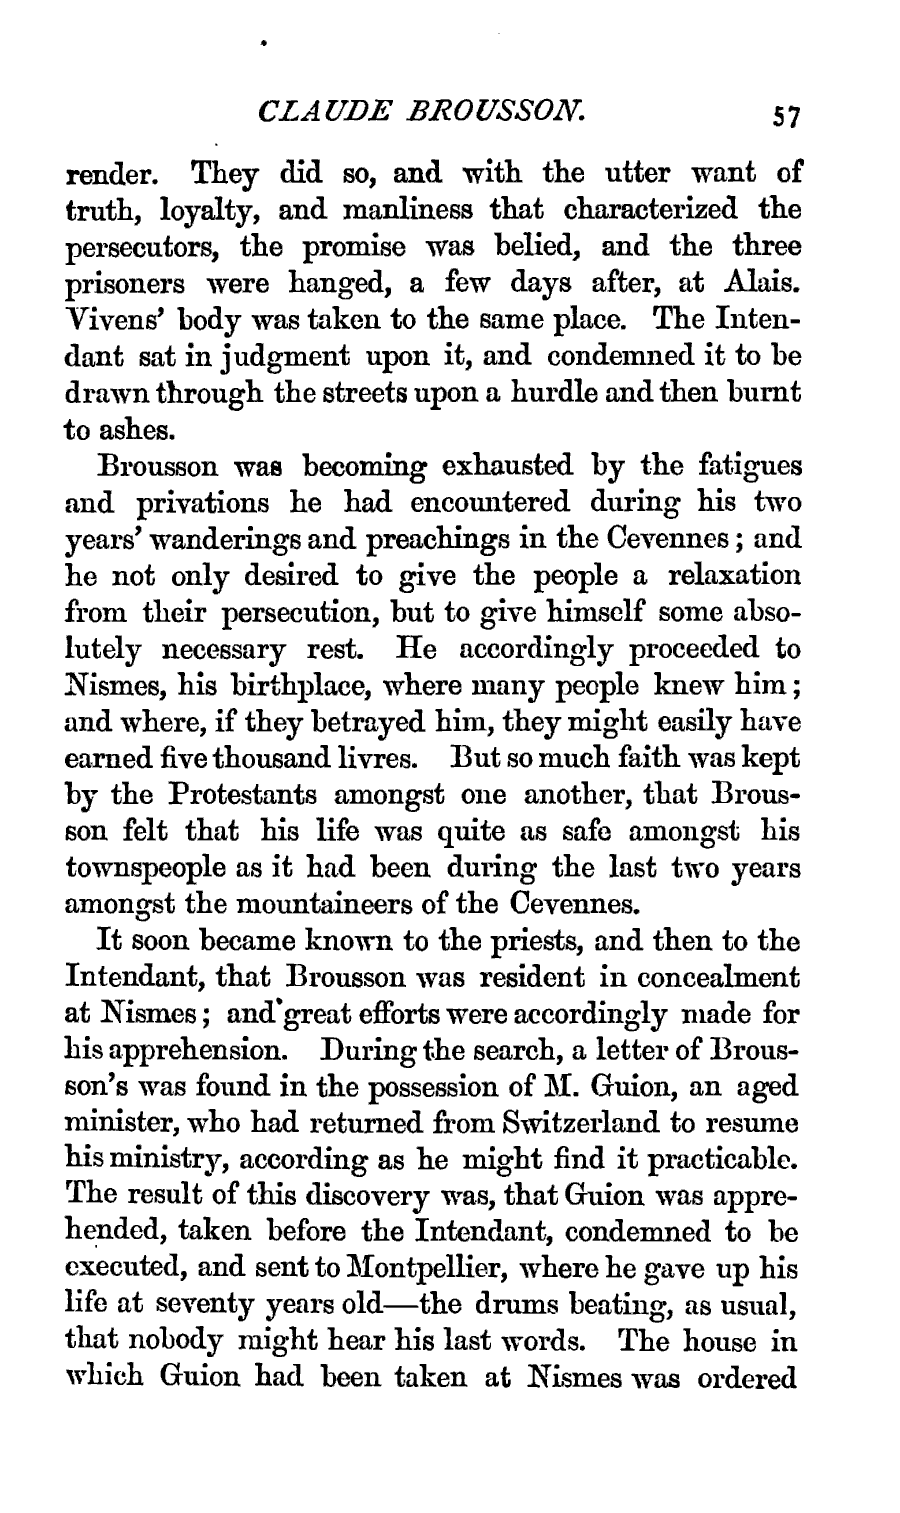 CLAUDE BROUSSON. 57
render. They did so, and with the utter want of
truth, loyalty, and manliness that characterized the
persecutors, the promise was belied, and the three
prisoners were hanged, a few days after, at Alais.
Vivens' body was taken to the same place. The Inten-
dant sat in judgment upon it, and condemned it to be
drawn through the streets upon a hurdle and then burnt
to ashes.
Brousson was becoming exhausted by the fatigues
and privations he had encountered during his two
years' wanderings and preachings in the Cevennes; and
he not only desired to give the people a relaxation
from their persecution, but to give himself some abso-
lutely necessary rest. He accordingly proceeded to
Nismes, his birthplace, where many people knew him;
and where, if they betrayed him, they might easily have
earned five thousand livres. But so much faith was kept
by the Protestants amongst one another, that Brous-
son felt that his life was quite as safe amongst his
townspeople as it had been during the last two years
amongst the mountaineers of the Cevennes.
It soon became known to the priests, and then to the
Intendant, that Brousson was resident in concealment
at Nismes; and great efforts were accordingly made for
his apprehension. During the search, a letter of Brous-
son's was found in the possession of M. Guion, an aged
minister, who had returned from Switzerland to resume
his ministry, according as he might find it practicable.
The result of this discovery was, that Guion was appre-
hended, taken before the Intendant, condemned to be
executed, and sent to Montpellier, where he gave up his
life at seventy years old—the drums beating, as usual,
that nobody might hear his last words. The house in
which Guion had been taken at Nismes was ordered